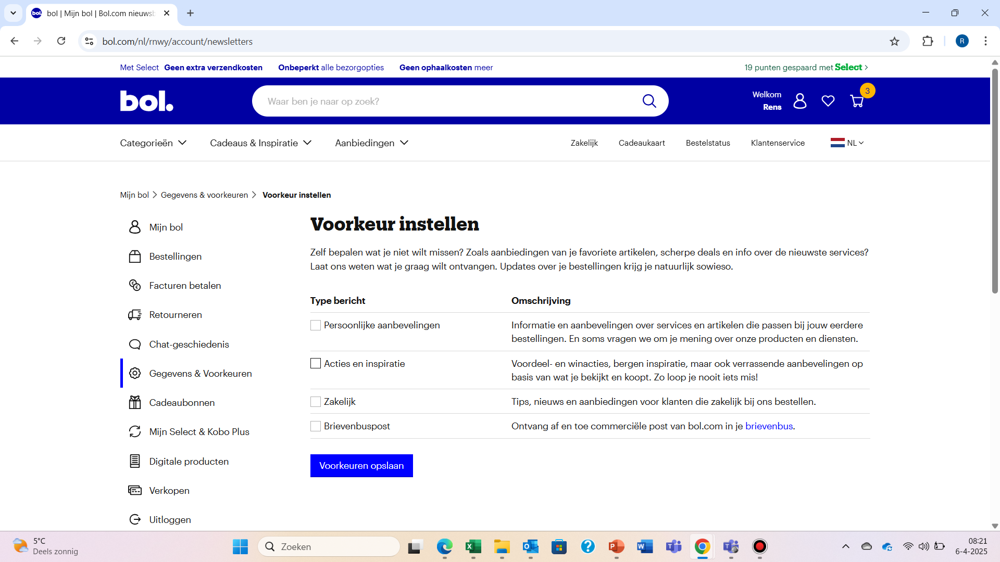 bol | Mijn bol | Bol.com nieuwsb
bol.com/nl/rnwy/account/newsletters
R
Met Select Geen extra verzendkosten Onbeperkt alle bezorgopties Geen ophaalkosten meer 19 punten gespaard met Select
bol.
Waar ben je naar op zoek?
Welkom
Rens
3
Categorieën Cadeaus & Inspiratie Aanbiedingen Zakelijk Cadeaukaart Bestelstatus Klantenservice NL
Mijn bol Gegevens & voorkeuren Voorkeur instellen
Mijn bol
Bestellingen
Facturen betalen
Retourneren
Chat-geschiedenis
Gegevens & Voorkeuren
Cadeaubonnen
Mijn Select & Kobo Plus
Digitale producten
Verkopen
Uitloggen
Voorkeur instellen
Zelf bepalen wat je niet wilt missen? Zoals aanbiedingen van je favoriete artikelen, scherpe deals en info over de nieuwste services?
Laat ons weten wat je graag wilt ontvangen. Updates over je bestellingen krijg je natuurlijk sowieso.
Type bericht Omschrijving
Persoonlijke aanbevelingen Informatie en aanbevelingen over services en artikelen die passen bij jouw eerdere
bestellingen. En soms vragen we om je mening over onze producten en diensten.
Acties en inspiratie Voordeel- en winacties, bergen inspiratie, maar ook verrassende aanbevelingen op
basis van wat je bekijkt en koopt. Zo loop je nooit iets mis!
Zakelijk Tips, nieuws en aanbiedingen voor klanten die zakelijk bij ons bestellen.
Brievenbuspost Ontvang af en toe commerciële post van bol.com in je brievenbus.
Voorkeuren opslaan
5°C
Deels zonnig
Zoeken
08:21
6-4-2025